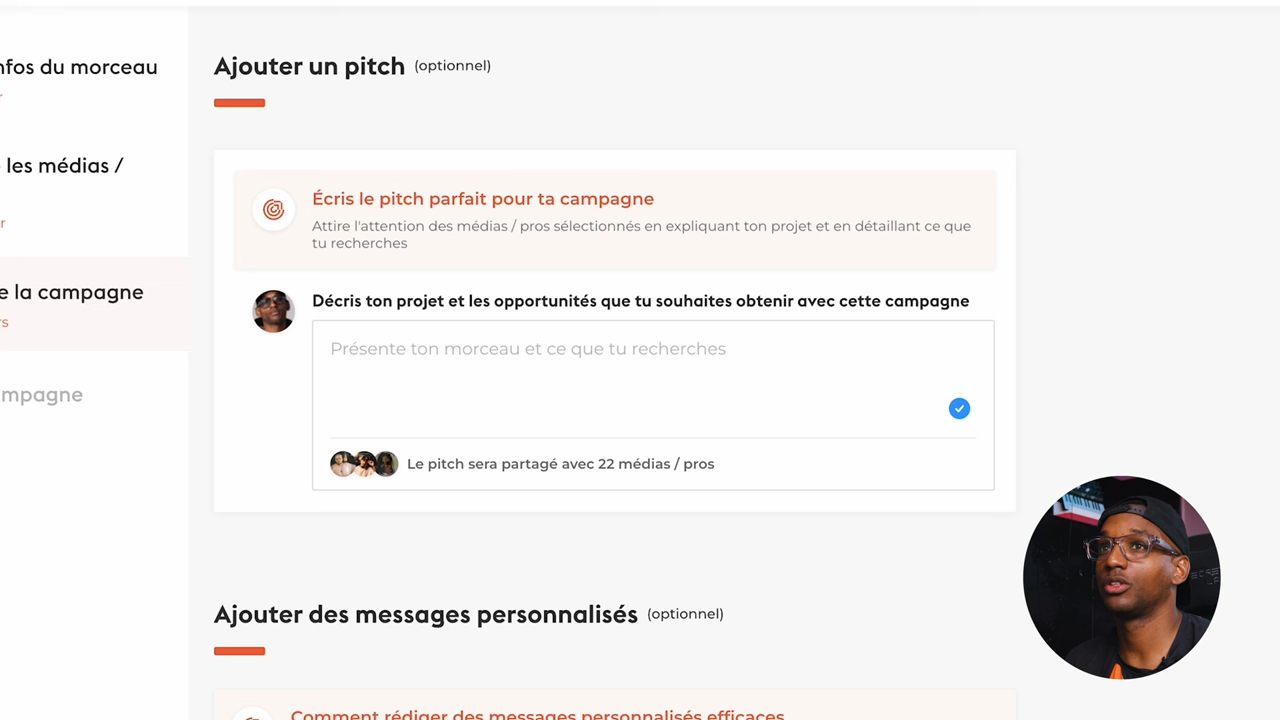 nfos du morceau
r
les médias /
r
e la campagne
rs
mpagne
Ajouter un pitch (optionnel)
Écris le pitch parfait pour ta campagne
Attire l'attention des médias / pros sélectionnés en expliquant ton projet et en détaillant ce que
tu recherches
Décris ton projet et les opportunités que tu souhaites obtenir avec cette campagne
Présente ton morceau et ce que tu recherches
Le pitch sera partagé avec 22 médias / pros
Ajouter des messages personnalisés (optionnel)
Comment rédiger des messages personnalisés efficaces